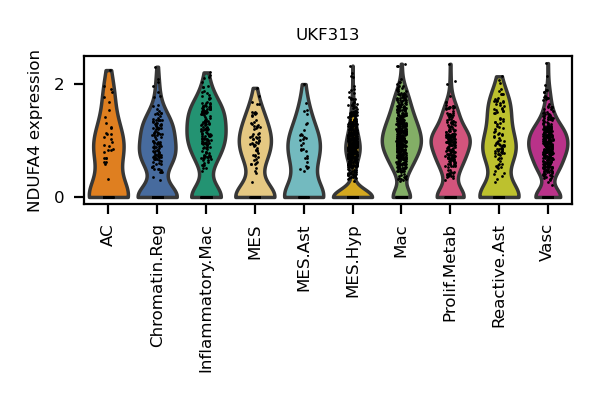 UKF313
NDUFA4 expression
2
0
AC
Chromatin.Reg
Inflammatory.Mac
MES
MES.Ast
MES.Hyp
Mac
Prolif.Metab
Reactive.Ast
Vasc